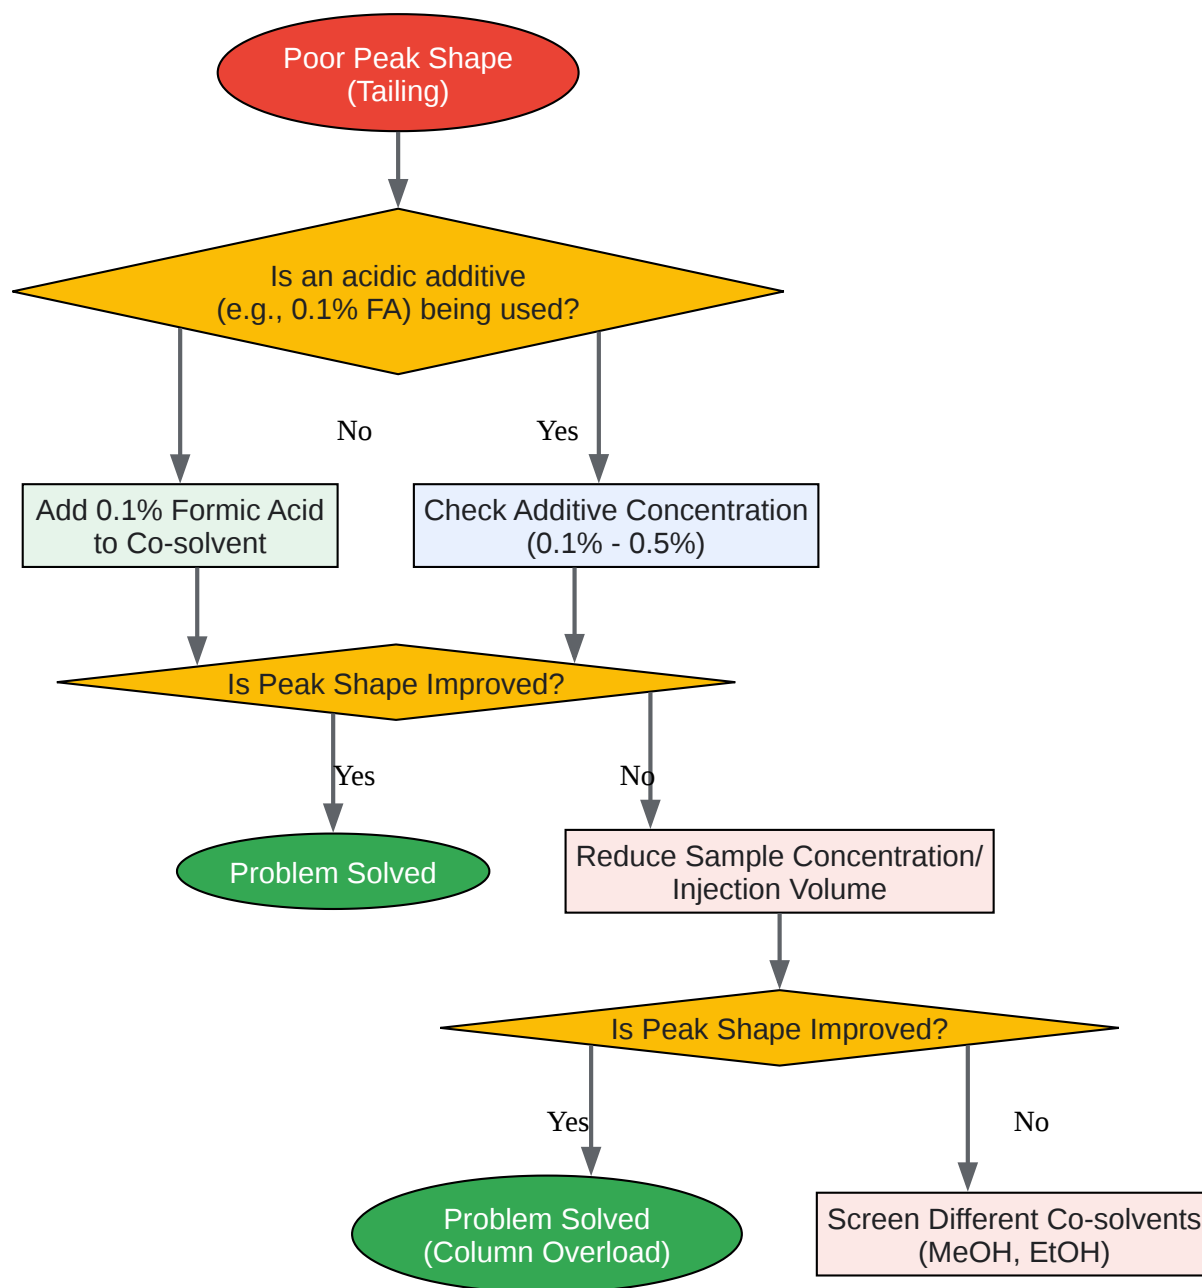 Poor Peak Shape
(Tailing)
Is an acidic additive
(e.g., 0.1% FA) being used?
No
Yes
Add 0.1% Formic Acid
to Co-solvent
Check Additive Concentration
(0.1% - 0.5%)
Is Peak Shape Improved?
Yes
No
Problem Solved
Reduce Sample Concentration/
Injection Volume
Is Peak Shape Improved?
Yes
No
Problem Solved
(Column Overload)
Screen Different Co-solvents
(MeOH, EtOH)